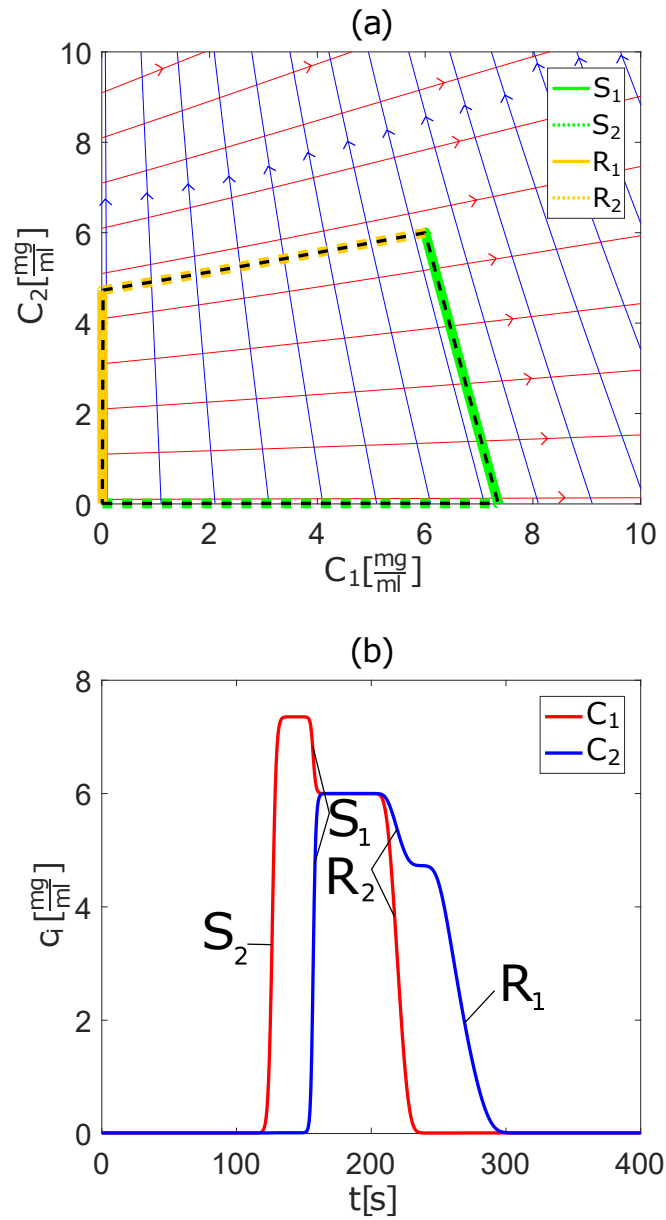 (a)
10
8
6
4
2
0
C₂[mg/ml]
S₁
S₂
R₁
R₂
0 2 4 6 8 10
C₁[mg/ml]
(b)
8
6
4
2
0
cᵢ[mg/ml]
C₁
C₂
S₁
R₂
S₂
R₁
0 100 200 300 400
t[s]